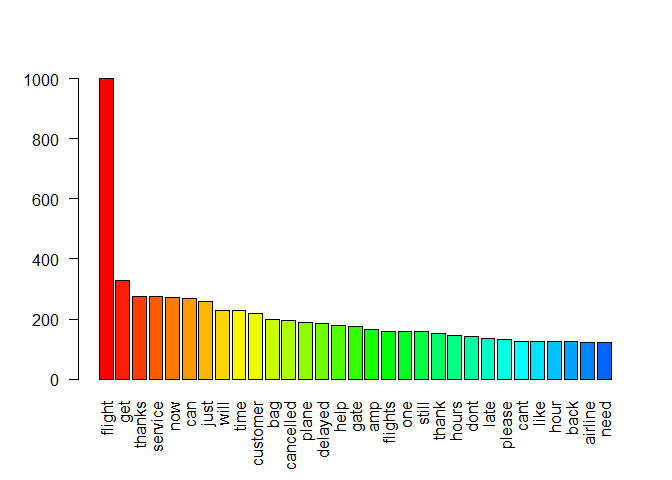 1000
800
600
400
200
0
flight
get
thanks
service
now
can
just
will
time
customer
bag
cancelled
plane
delayed
help
gate
amp
flights
one
still
thank
hours
dont
late
please
cant
like
hour
back
airline
need